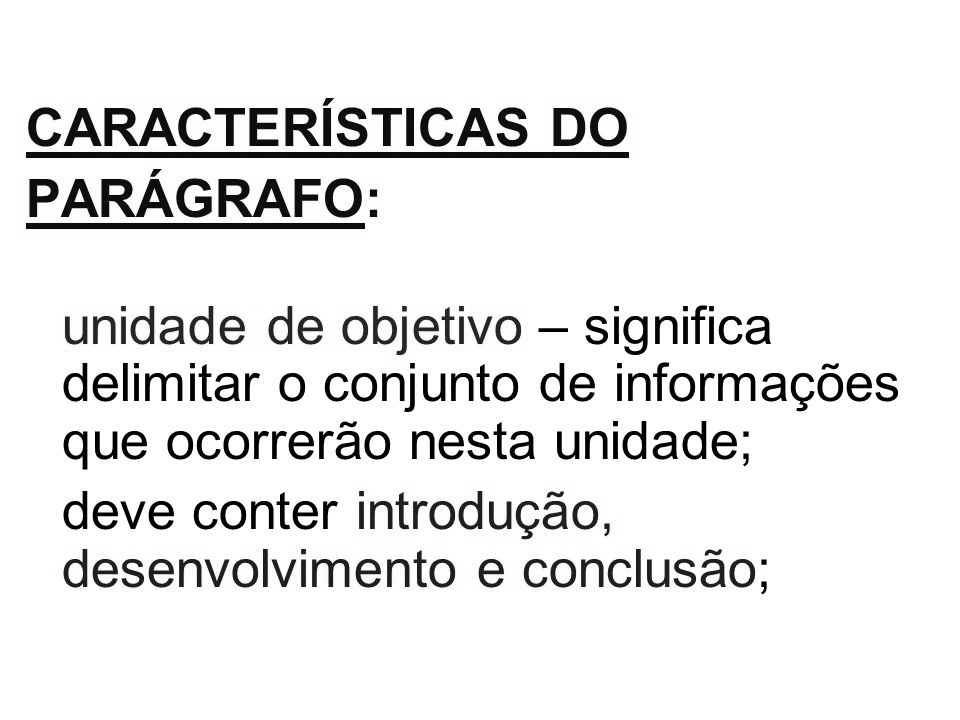 CARACTERÍSTICAS DO
PARÁGRAFO:
unidade de objetivo – significa
delimitar o conjunto de informações
que ocorrerão nesta unidade;
deve conter introdução,
desenvolvimento e conclusão;